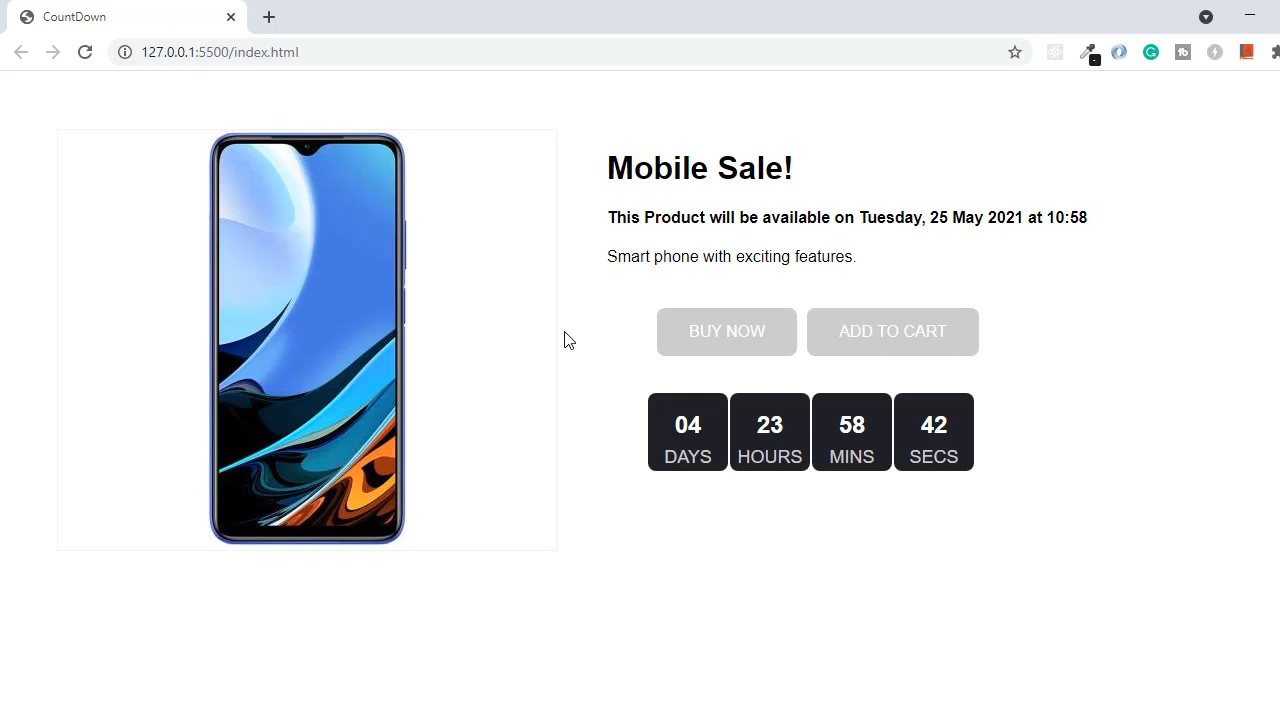 CountDown
127.0.0.1:5500/index.html
Mobile Sale!
This Product will be available on Tuesday, 25 May 2021 at 10:58
Smart phone with exciting features.
BUY NOW ADD TO CART
04 23 58 42
DAYS HOURS MINS SECS